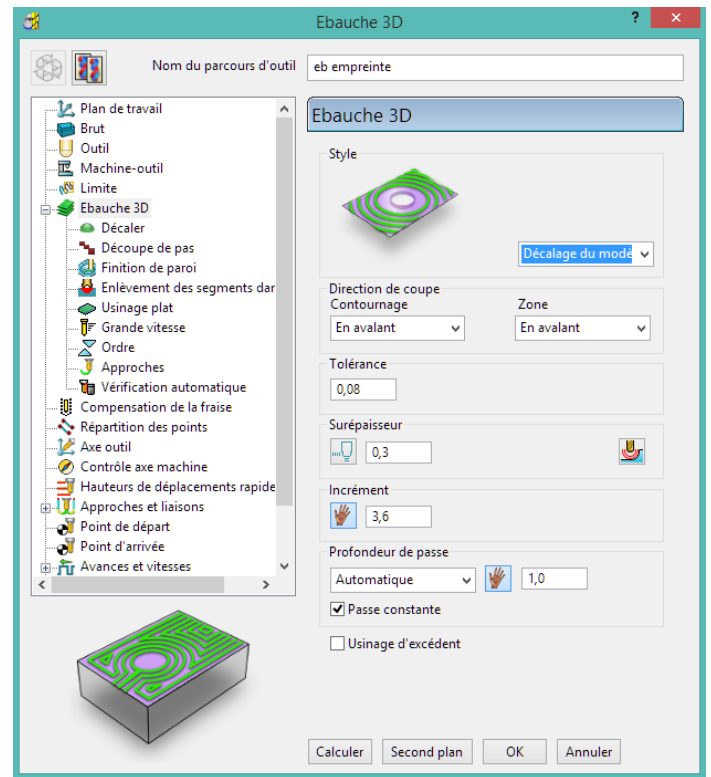 Ebauche 3D
?
×
Nom du parcours d'outil
eb empreinte
Plan de travail
Brut
Outil
Machine-outil
Limite
Ebauche 3D
Décaler
Découpe de pas
Finition de paroi
Enlèvement des segments dar
Usinage plat
Grande vitesse
Ordre
Approches
Vérification automatique
Compensation de la fraise
Répartition des points
Axe outil
Contrôle axe machine
Hauteurs de déplacements rapide
Approches et liaisons
Point de départ
Point d'arrivée
Avances et vitesses
Ebauche 3D
Style
Décalage du modè
Direction de coupe
Contournage Zone
En avalant En avalant
Tolérance
0,08
Surépaisseur
0,3
Incrément
3,6
Profondeur de passe
Automatique 1,0
Passe constante
Usinage d'excédent
Calculer Second plan OK Annuler